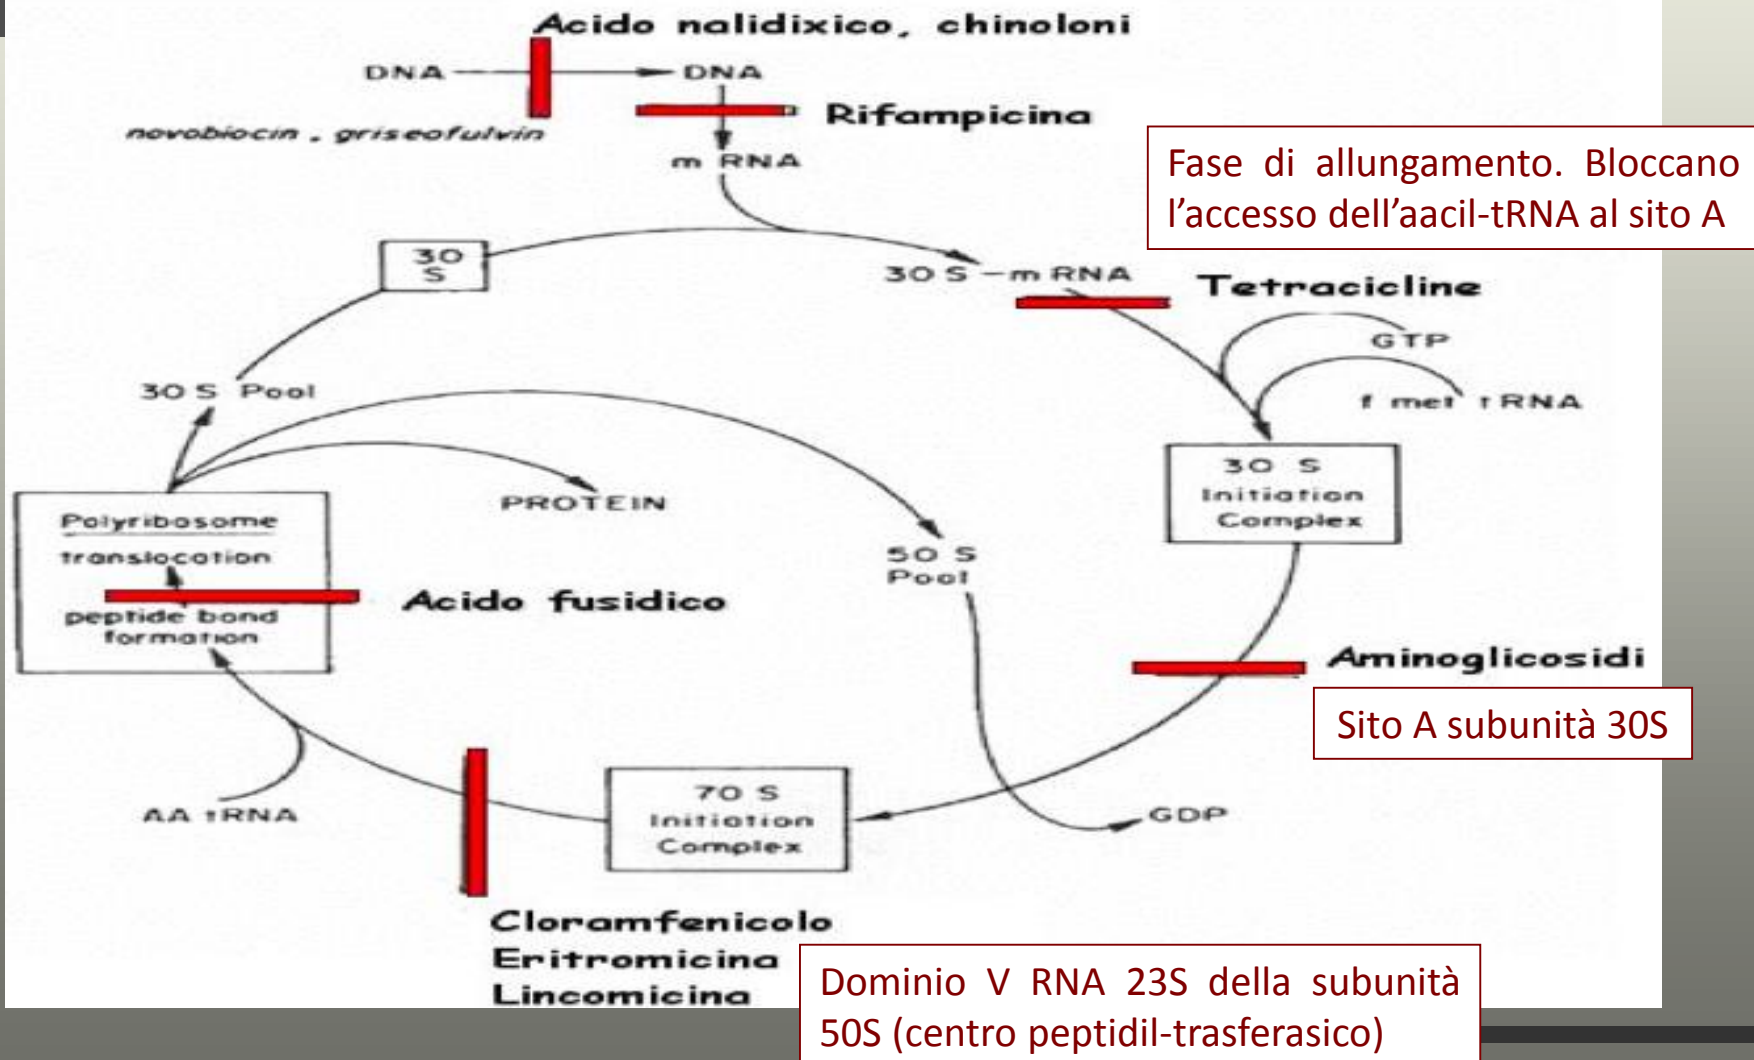 Acido nalidixico, chinoloni
DNA
DNA
novobiocin, griseofulvin
Rifampicina
m RNA
Fase di allungamento. Bloccano
l’accesso dell’aacil-tRNA al sito A
30
S
30 S - m RNA
Tetracicline
GTP
f met tRNA
30 S Pool
30 S
Initiation
Complex
PROTEIN
Polyribosome
translocation
peptide bond
formation
Acido fusidico
50 S
Pool
Aminoglicosidi
Sito A subunità 30S
AA tRNA
70 S
Initiation
Complex
GDP
Cloramfenicolo
Eritromicina
Lincomicina
Dominio V RNA 23S della subunità
50S (centro peptidil-trasferasico)